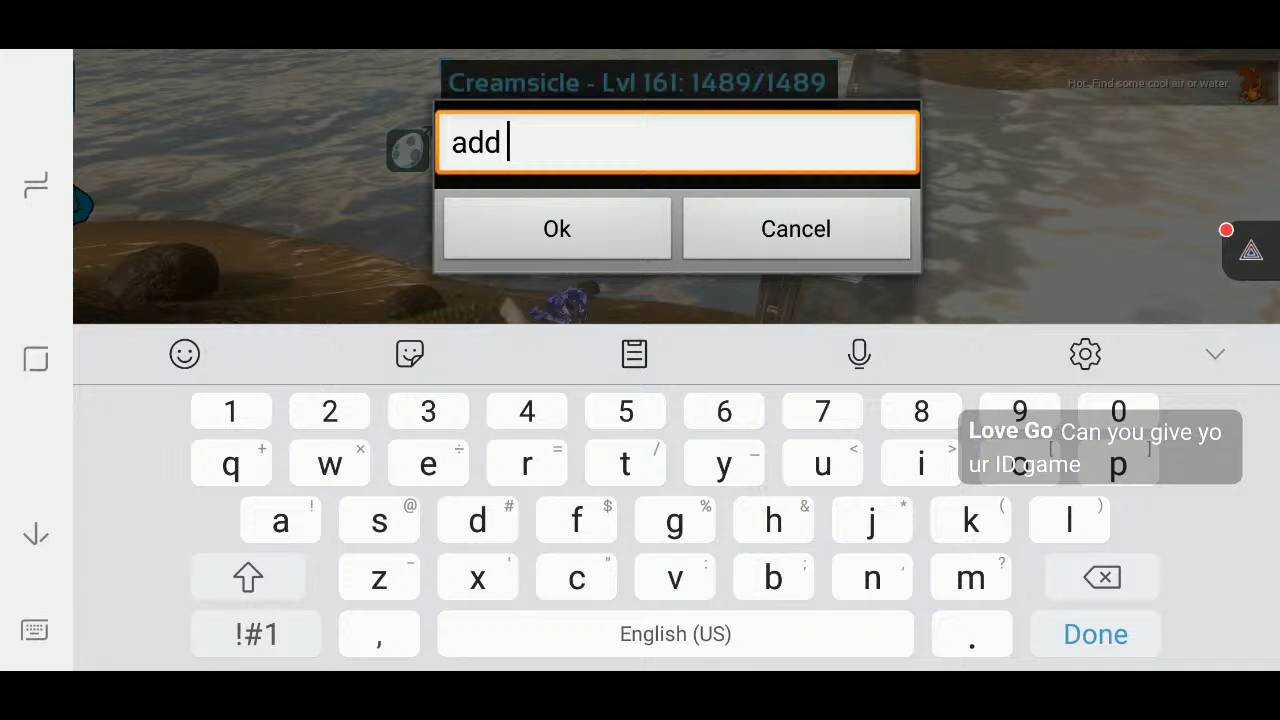 Creamsicle - Lvl 161: 1489/1489
Hot. Find some cool air or water.
add
Ok Cancel
1 2 3 4 5 6 7 8 9 0
Love Go Can you give yo
ur ID game
q + w × e ÷ r = t / y _ u < i > [ p ]
a ! s @ d # f $ g % h & j * k ( l )
z - x ' c " v : b ; n , m ?
!#1 , English (US) . Done